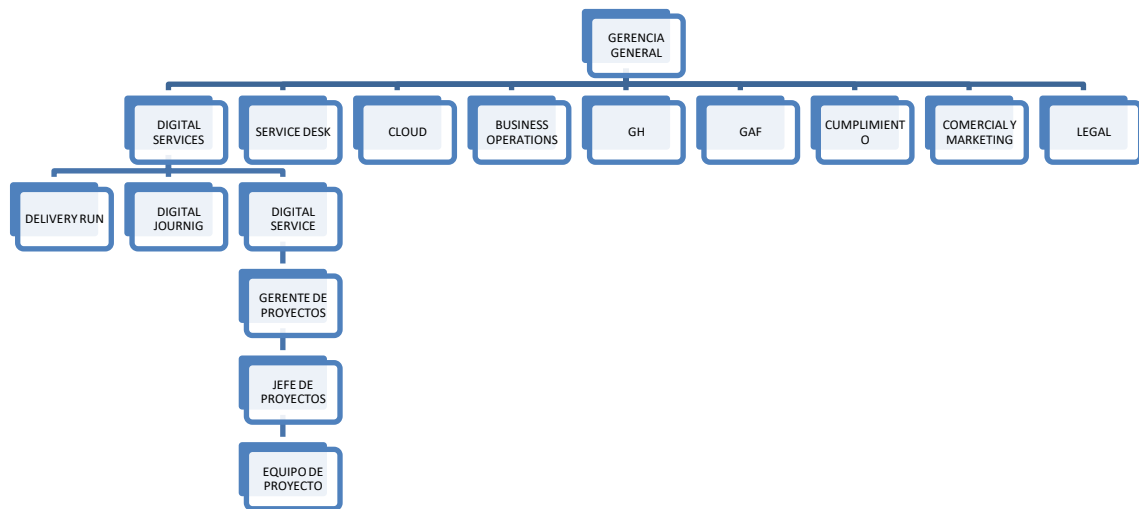 GERENCIA
GENERAL
DIGITAL
SERVICES
SERVICE DESK
CLOUD
BUSINESS
OPERATIONS
GH
GAF
CUMPLIMIENT
O
COMERCIAL Y
MARKETING
LEGAL
DELIVERY RUN
DIGITAL
JOURNIG
DIGITAL
SERVICE
GERENTE DE
PROYECTOS
JEFE DE
PROYECTOS
EQUIPO DE
PROYECTO